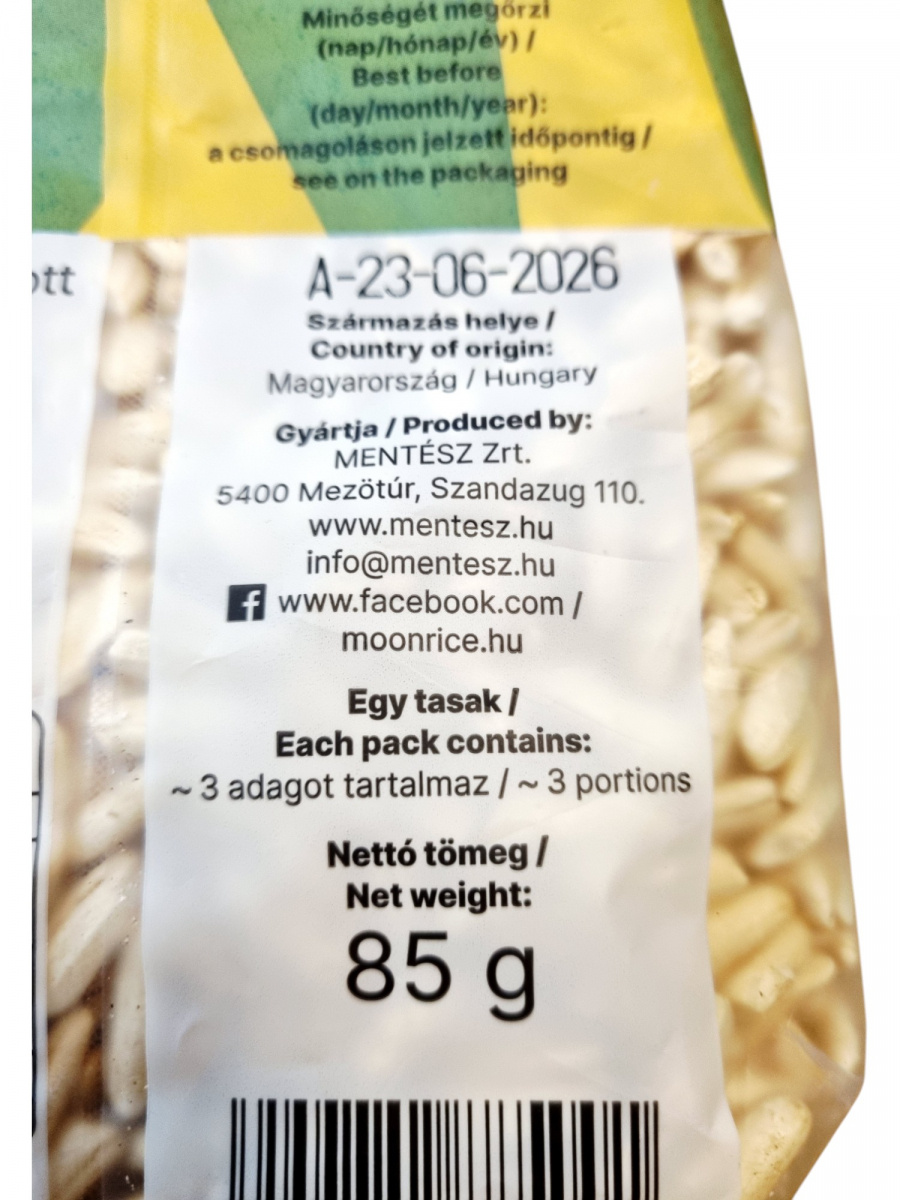 Minőségét megőrzi
(nap/hónap/év) /
Best before
(day/month/year):
a csomagoláson jelzett időpontig /
see on the packaging
ott
A-23-06-2026
Származás helye /
Country of origin:
Magyarország / Hungary
Gyártja / Produced by:
MENTÉSZ Zrt.
5400 Mezötúr, Szandazug 110.
www.mentesz.hu
info@mentesz.hu
f www.facebook.com /
moonrice.hu
Egy tasak /
Each pack contains:
~ 3 adagot tartalmaz / ~ 3 portions
Nettó tömeg /
Net weight:
85 g